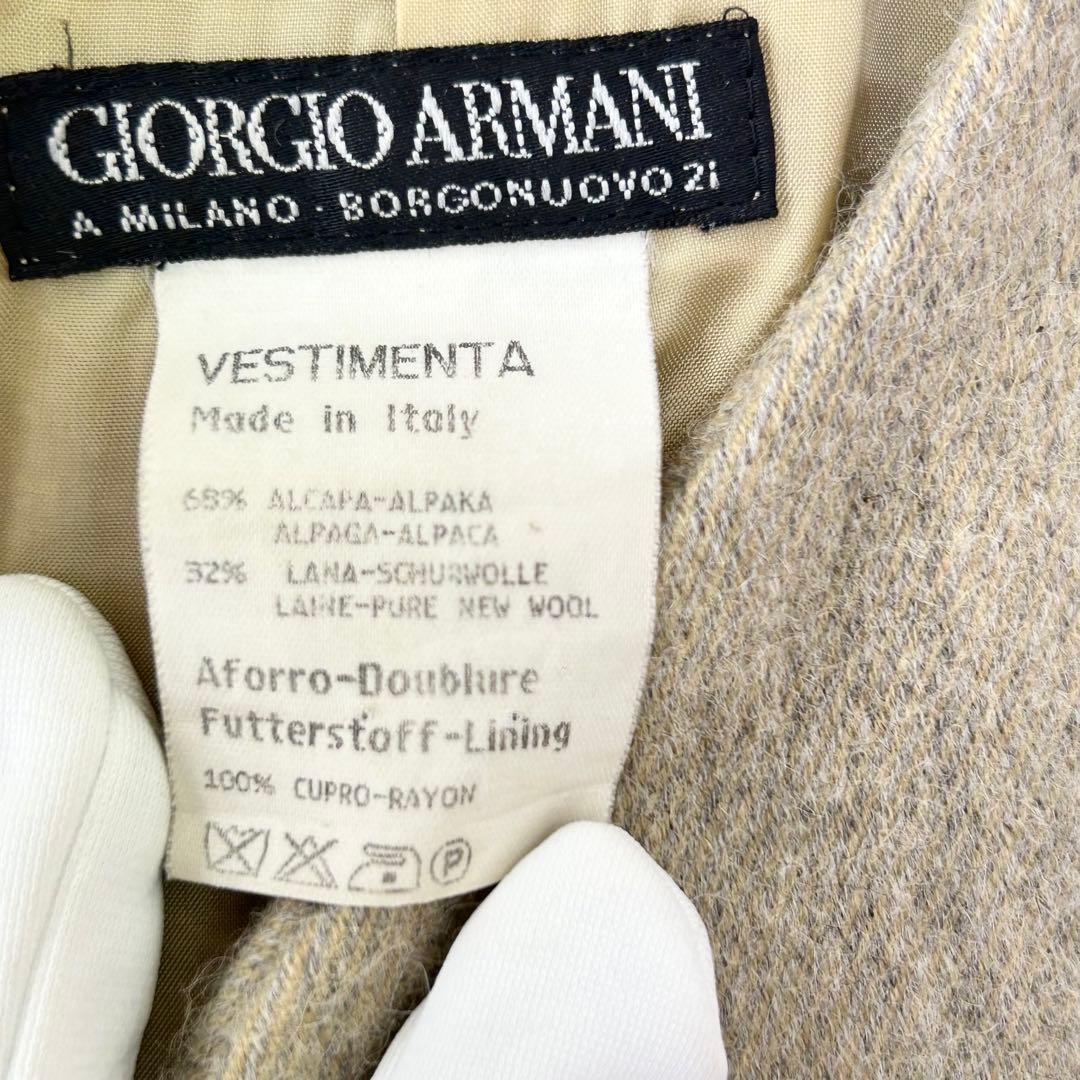 GIORGIO ARMANI
A MILANO · BORGONUOVO 21
VESTIMENTA
Made in Italy
68% ALCAPA-ALPAKA
ALPAGA-ALPACA
32% LANA-SCHURWOLLE
LAINE-PURE NEW WOOL
Aforro-Doublure
Futterstoff-Lining
100% CUPRO-RAYON
P